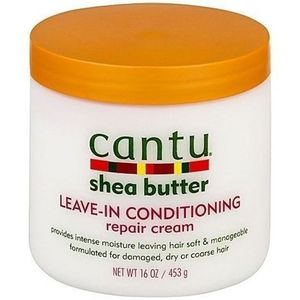 cantu
shea butter
LEAVE-IN CONDITIONING
repair cream
provides intense moisture leaving hair soft & manageable
formulated for damaged, dry or coarse hair
NET WT 16 OZ/ 453 g